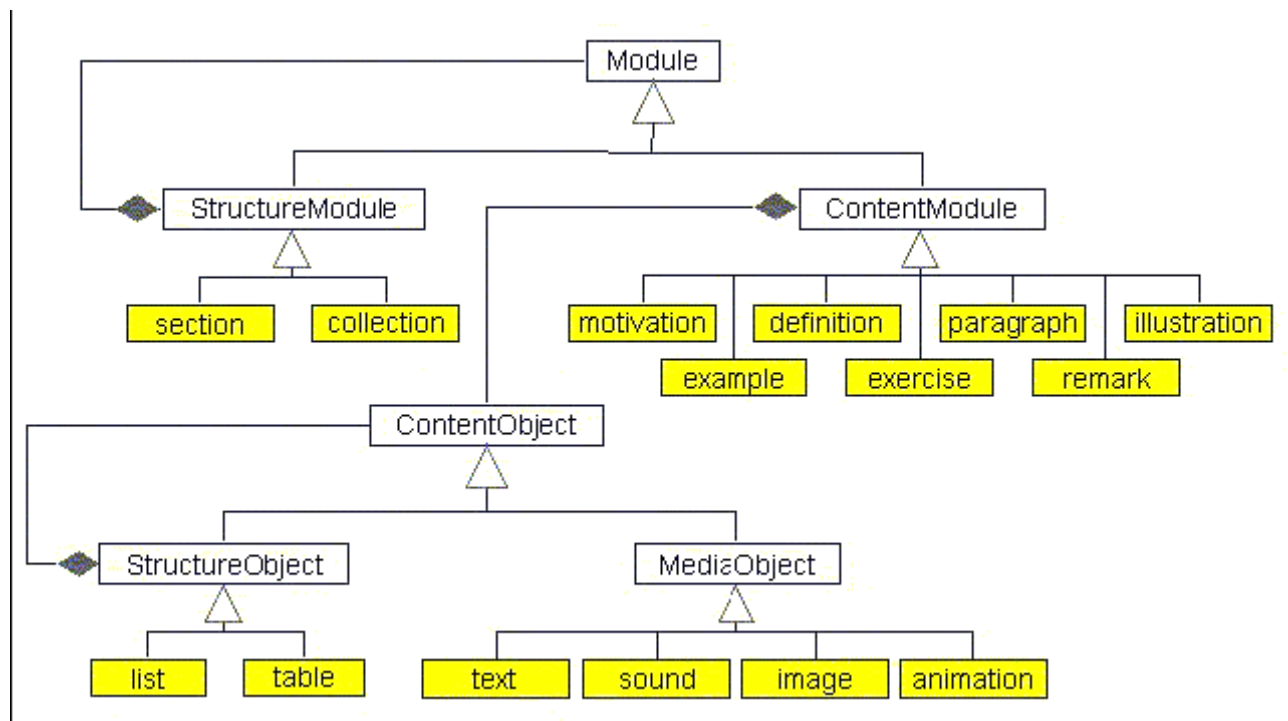 Module
StructureModule
ContentModule
section
collection
motivation
definition
paragraph
illustration
example
exercise
remark
ContentObject
StructureObject
MediaObject
list
table
text
sound
image
animation